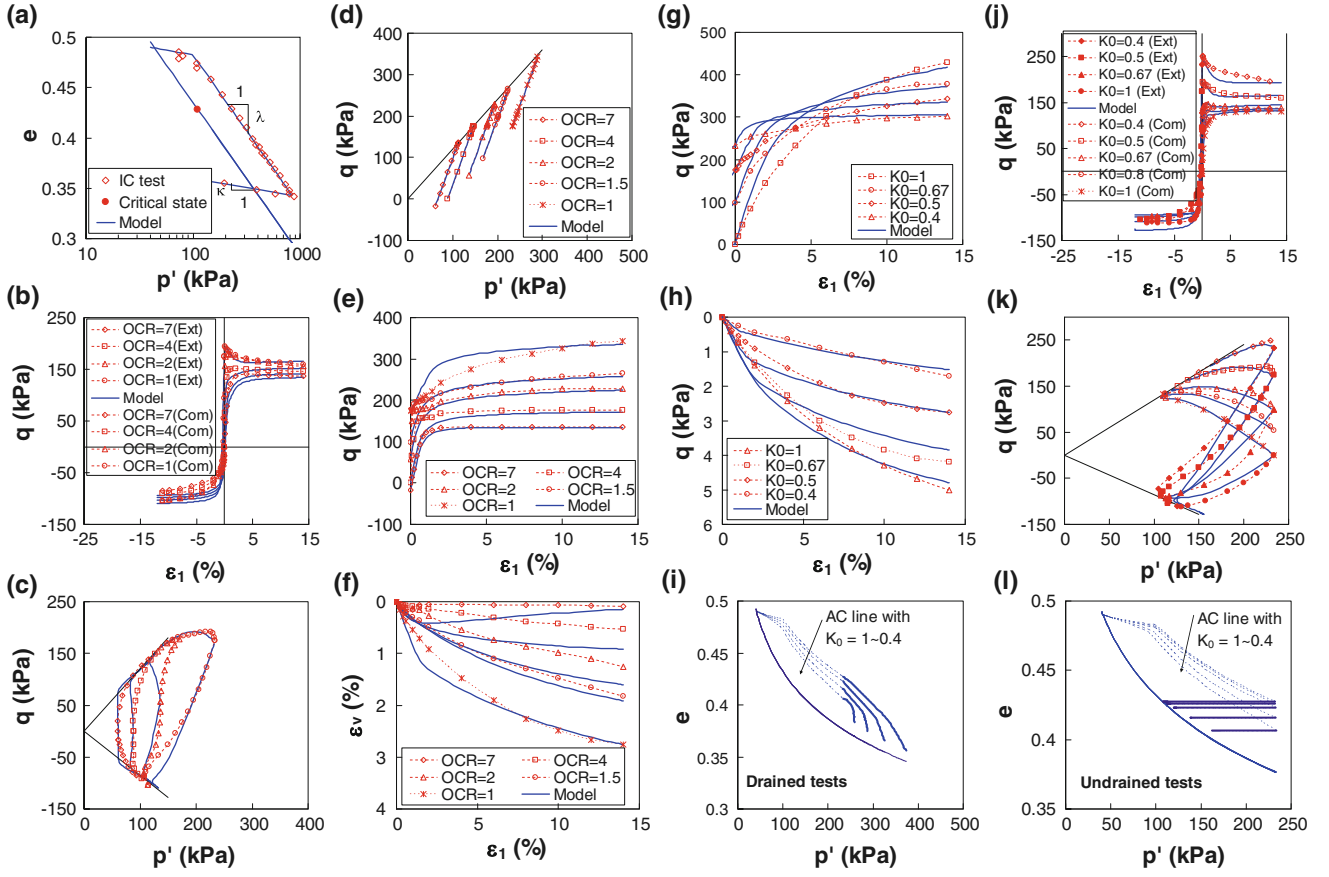 (a)
0.5
0.45
0.4
0.35
0.3
e
1
λ
κ
1
IC test
Critical state
Model
10
100
1000
p' (kPa)
(b)
250
150
50
-50
-150
q (kPa)
OCR=7(Ext)
OCR=4(Ext)
OCR=2(Ext)
OCR=1(Ext)
Model
OCR=7(Com)
OCR=4(Com)
OCR=2(Com)
OCR=1(Com)
-25
-15
-5
5
15
ε1 (%)
(c)
250
150
50
-50
-150
q (kPa)
0
100
200
300
400
p' (kPa)
(d)
400
300
200
100
0
-100
q (kPa)
OCR=7
OCR=4
OCR=2
OCR=1.5
OCR=1
Model
0
100
200
300
400
500
p' (kPa)
(e)
400
300
200
100
0
-100
q (kPa)
OCR=7
OCR=4
OCR=2
OCR=1.5
OCR=1
Model
0
5
10
15
ε1 (%)
(f)
0
1
2
3
4
εv (%)
OCR=7
OCR=4
OCR=2
OCR=1.5
OCR=1
Model
0
5
10
15
ε1 (%)
(g)
500
400
300
200
100
0
q (kPa)
K0=1
K0=0.67
K0=0.5
K0=0.4
Model
0
5
10
15
ε1 (%)
(h)
0
1
2
3
4
5
6
q (kPa)
K0=1
K0=0.67
K0=0.5
K0=0.4
Model
0
5
10
15
ε1 (%)
(i)
0.5
0.45
0.4
0.35
0.3
e
AC line with
K0 = 1~0.4
Drained tests
0
100
200
300
400
500
p' (kPa)
(j)
250
150
50
-50
-150
q (kPa)
K0=0.4 (Ext)
K0=0.5 (Ext)
K0=0.67 (Ext)
K0=1 (Ext)
Model
K0=0.4 (Com)
K0=0.5 (Com)
K0=0.67 (Com)
K0=0.8 (Com)
K0=1 (Com)
-25
-15
-5
5
15
ε1 (%)
(k)
250
150
50
-50
-150
q (kPa)
0
50
100
150
200
250
p' (kPa)
(l)
0.5
0.45
0.4
0.35
e
AC line with
K0 = 1~0.4
Undrained tests
0
50
100
150
200
250
p' (kPa)